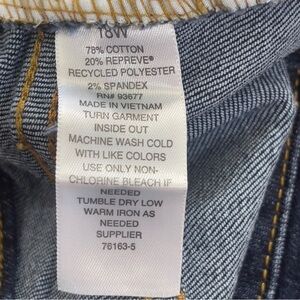 18W
78% COTTON
20% REPREVE®
RECYCLED POLYESTER
2% SPANDEX
RN# 93677
MADE IN VIETNAM
TURN GARMENT
INSIDE OUT
MACHINE WASH COLD
WITH LIKE COLORS
USE ONLY NON-
CHLORINE BLEACH IF
NEEDED
TUMBLE DRY LOW
WARM IRON AS
NEEDED
SUPPLIER
76163-5